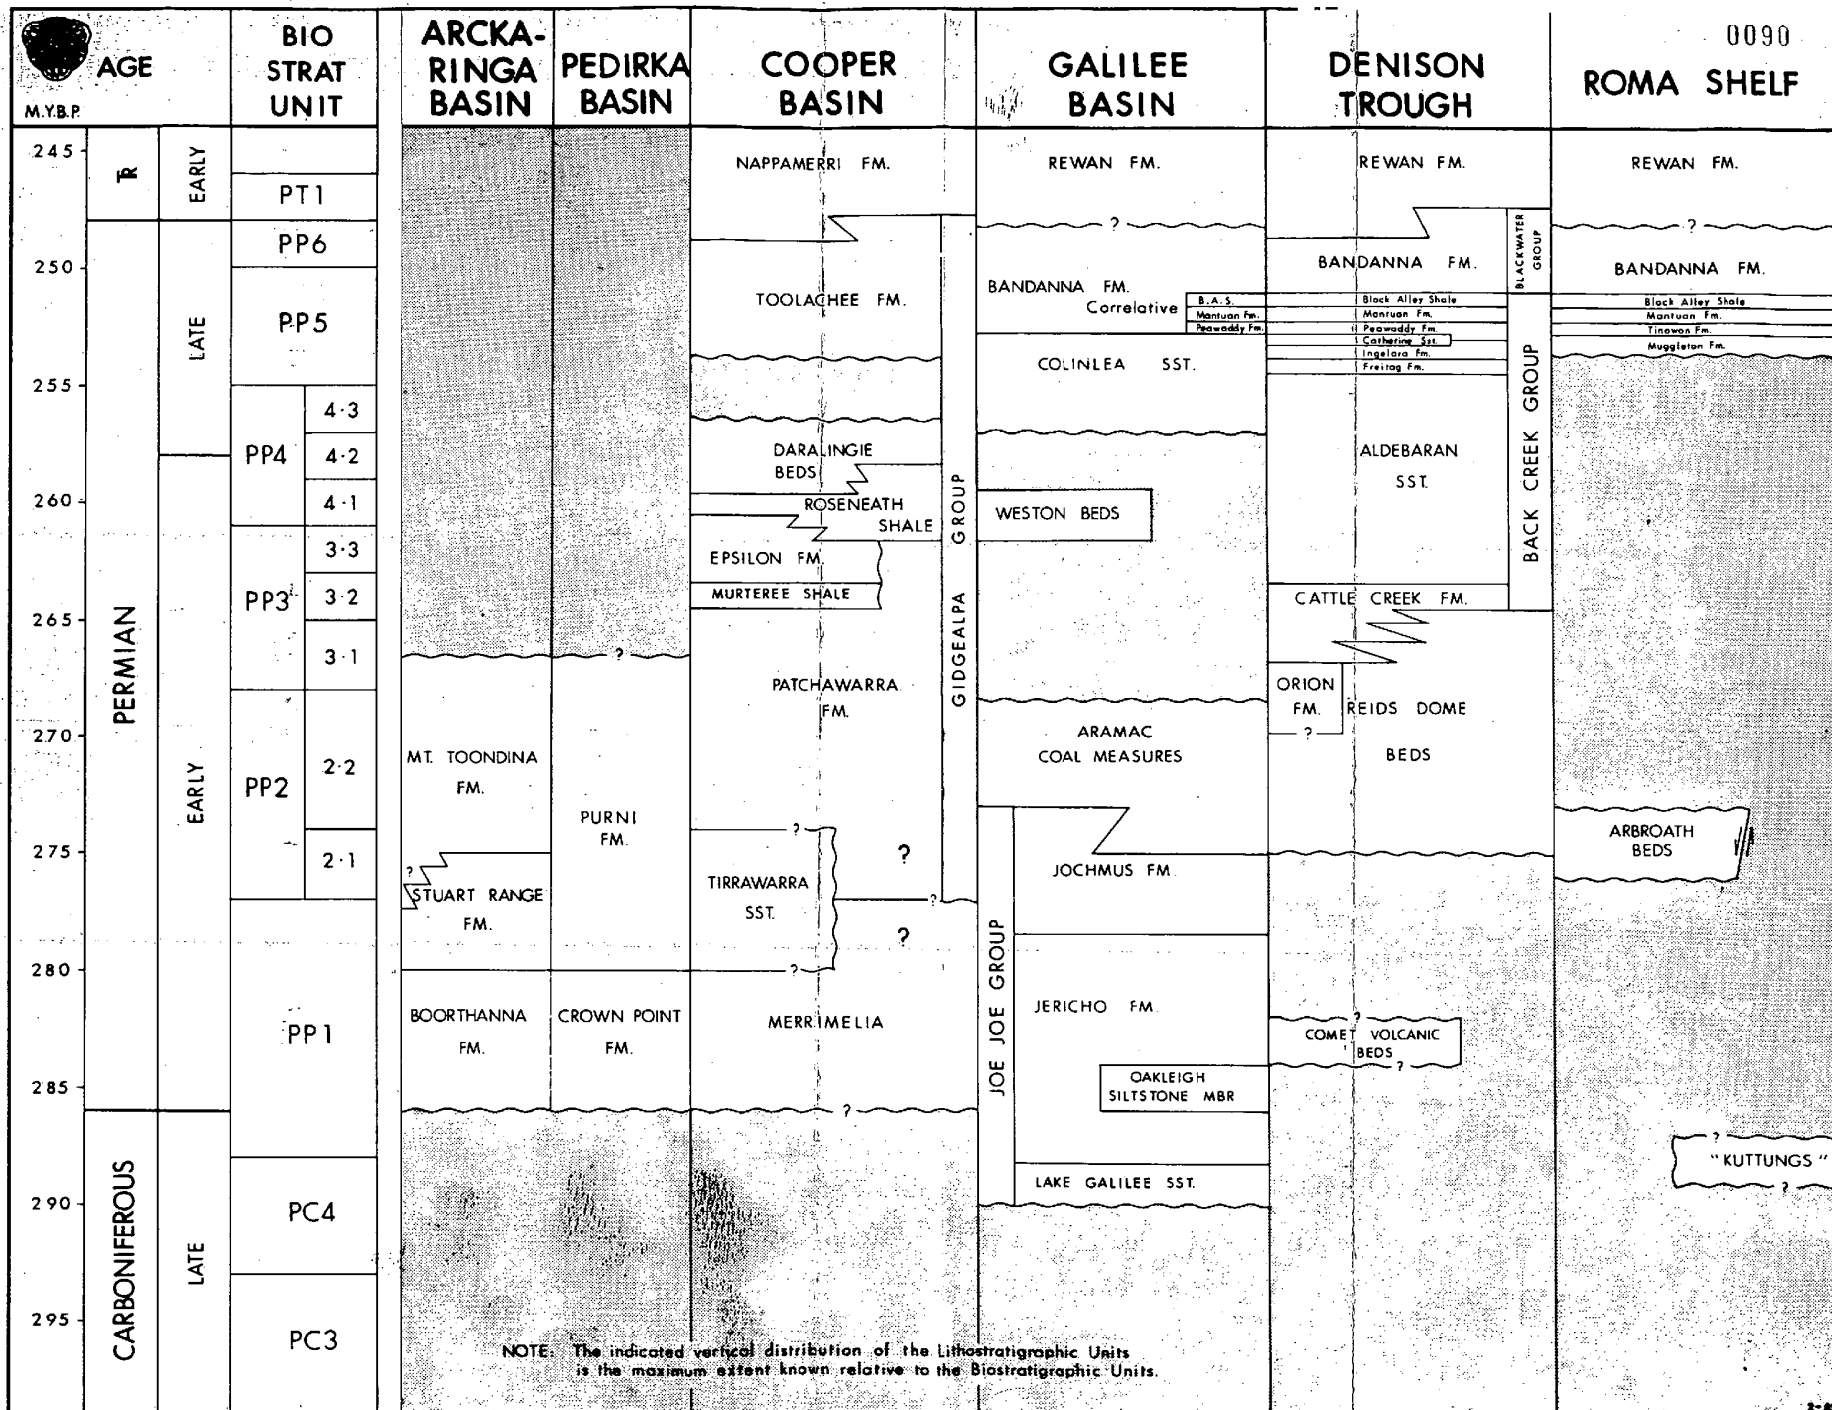 0090
AGE
M.Y.B.P.
BIO
STRAT
UNIT
ARCKA-
RINGA
BASIN
PEDIRKA
BASIN
COOPER
BASIN
GALILEE
BASIN
DENISON
TROUGH
ROMA SHELF
245
250
255
260
265
270
275
280
285
290
295
TR
PERMIAN
CARBONIFEROUS
EARLY
LATE
EARLY
LATE
PT1
PP6
PP5
PP4
4·3
4·2
4·1
PP3
3·3
3·2
3·1
PP2
2·2
2·1
PP1
PC4
PC3
?
MT. TOONDINA
FM.
?
STUART RANGE
FM.
BOORTHANNA
FM.
PURNI
FM.
CROWN POINT
FM.
NAPPAMERRI FM.
TOOLACHEE FM.
DARALINGIE
BEDS
ROSENEATH
SHALE
EPSILON FM.
MURTEREE SHALE
PATCHAWARRA
FM.
?
?
TIRRAWARRA
SST.
?
?
?
MERRIMELIA
?
GIDGEALPA GROUP
REWAN FM.
?
BANDANNA FM.
Correlative
B.A.S.
Mantuan Fm.
Peawaddy Fm.
COLINLEA SST.
WESTON BEDS
ARAMAC
COAL MEASURES
JOCHMUS FM.
JERICHO FM.
OAKLEIGH
SILTSTONE MBR
LAKE GALILEE SST.
JOE JOE GROUP
REWAN FM.
BANDANNA FM.
BLACKWATER
GROUP
Black Alley Shale
Mantuan Fm.
Peawaddy Fm.
Catherine Sst.
Ingelara Fm.
Freitag Fm.
ALDEBARAN
SST.
BACK CREEK GROUP
CATTLE CREEK FM.
ORION
FM.
?
REIDS DOME
BEDS
?
COMET VOLCANIC
BEDS
?
REWAN FM.
?
BANDANNA FM.
Black Alley Shale
Mantuan Fm.
Tinowon Fm.
Muggleton Fm.
ARBROATH
BEDS
?
"KUTTUNGS"
?
NOTE: The indicated vertical distribution of the Lithostratigraphic Units
is the maximum extent known relative to the Biostratigraphic Units.